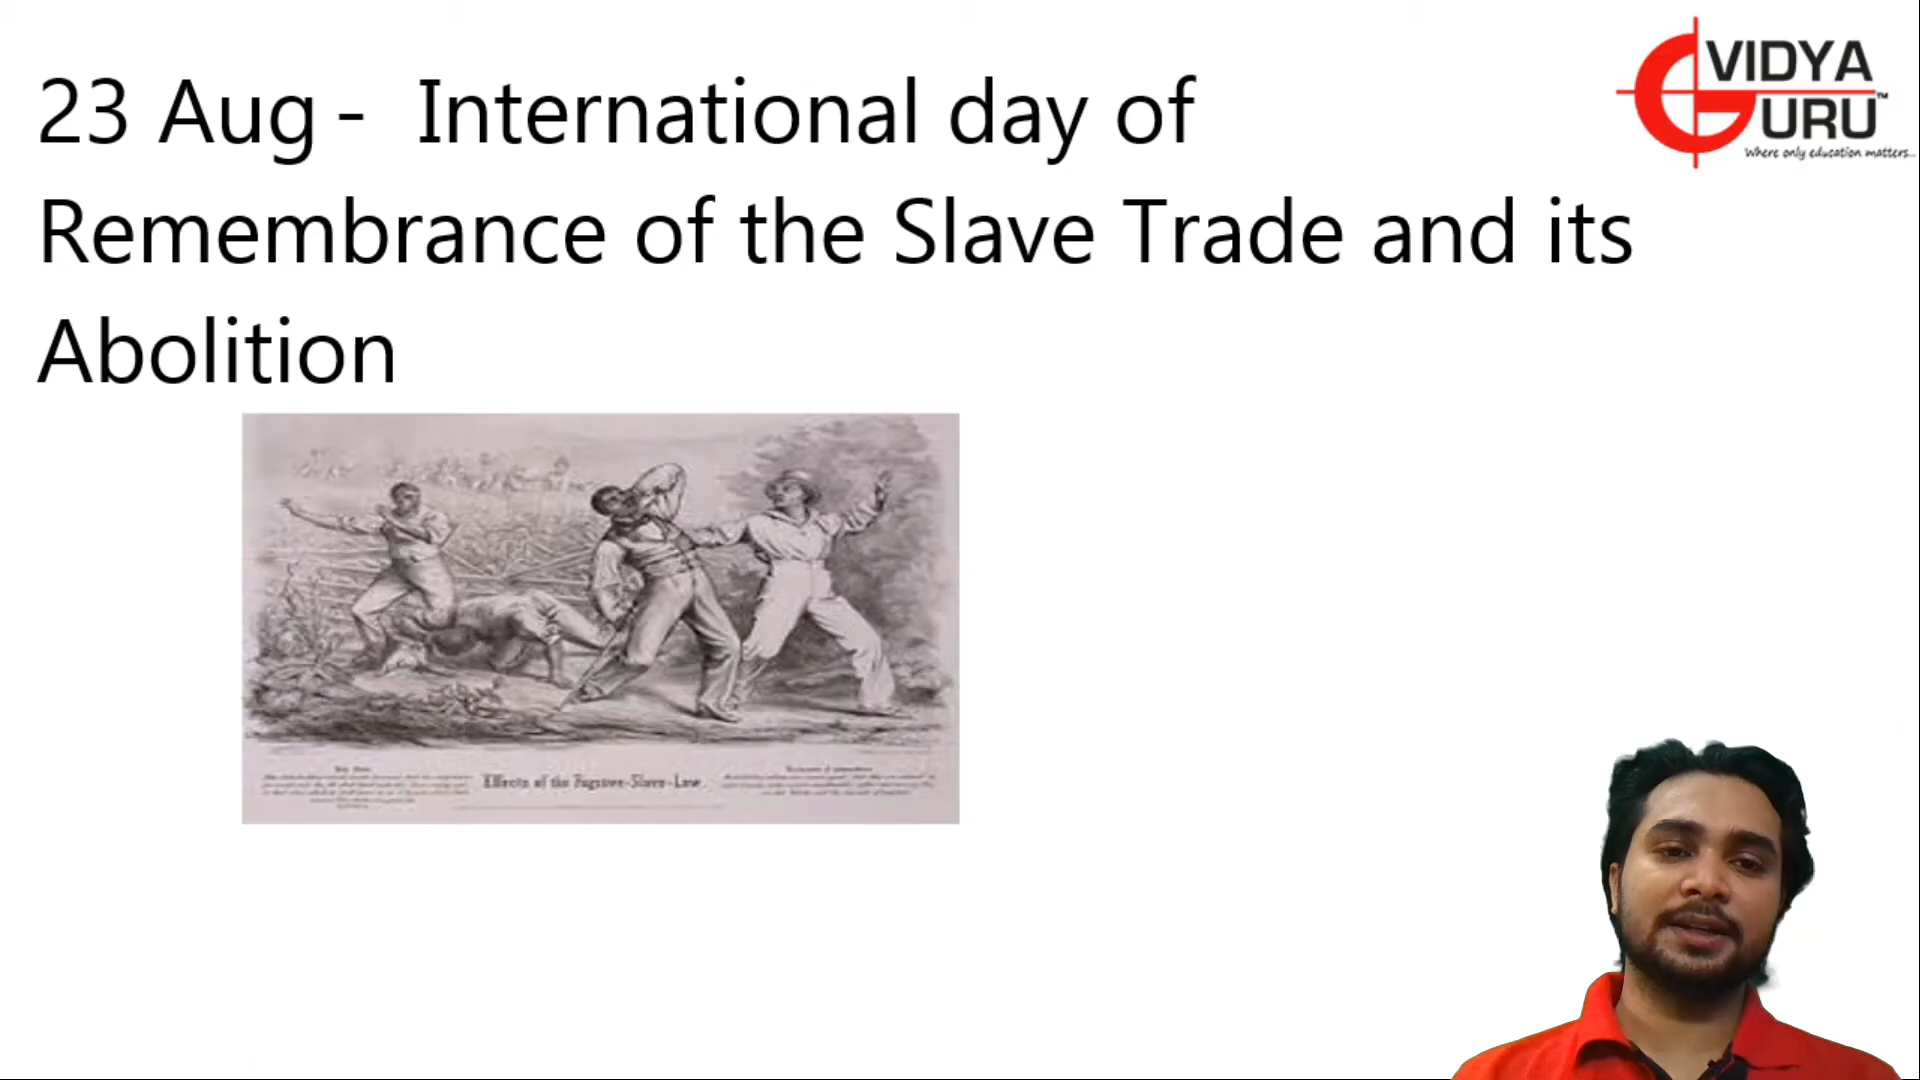 23 Aug - International day of
Remembrance of the Slave Trade and its
Abolition
VIDYA
GURU™
Where only education matters...
Effects of the Fugitive-Slave-Law.